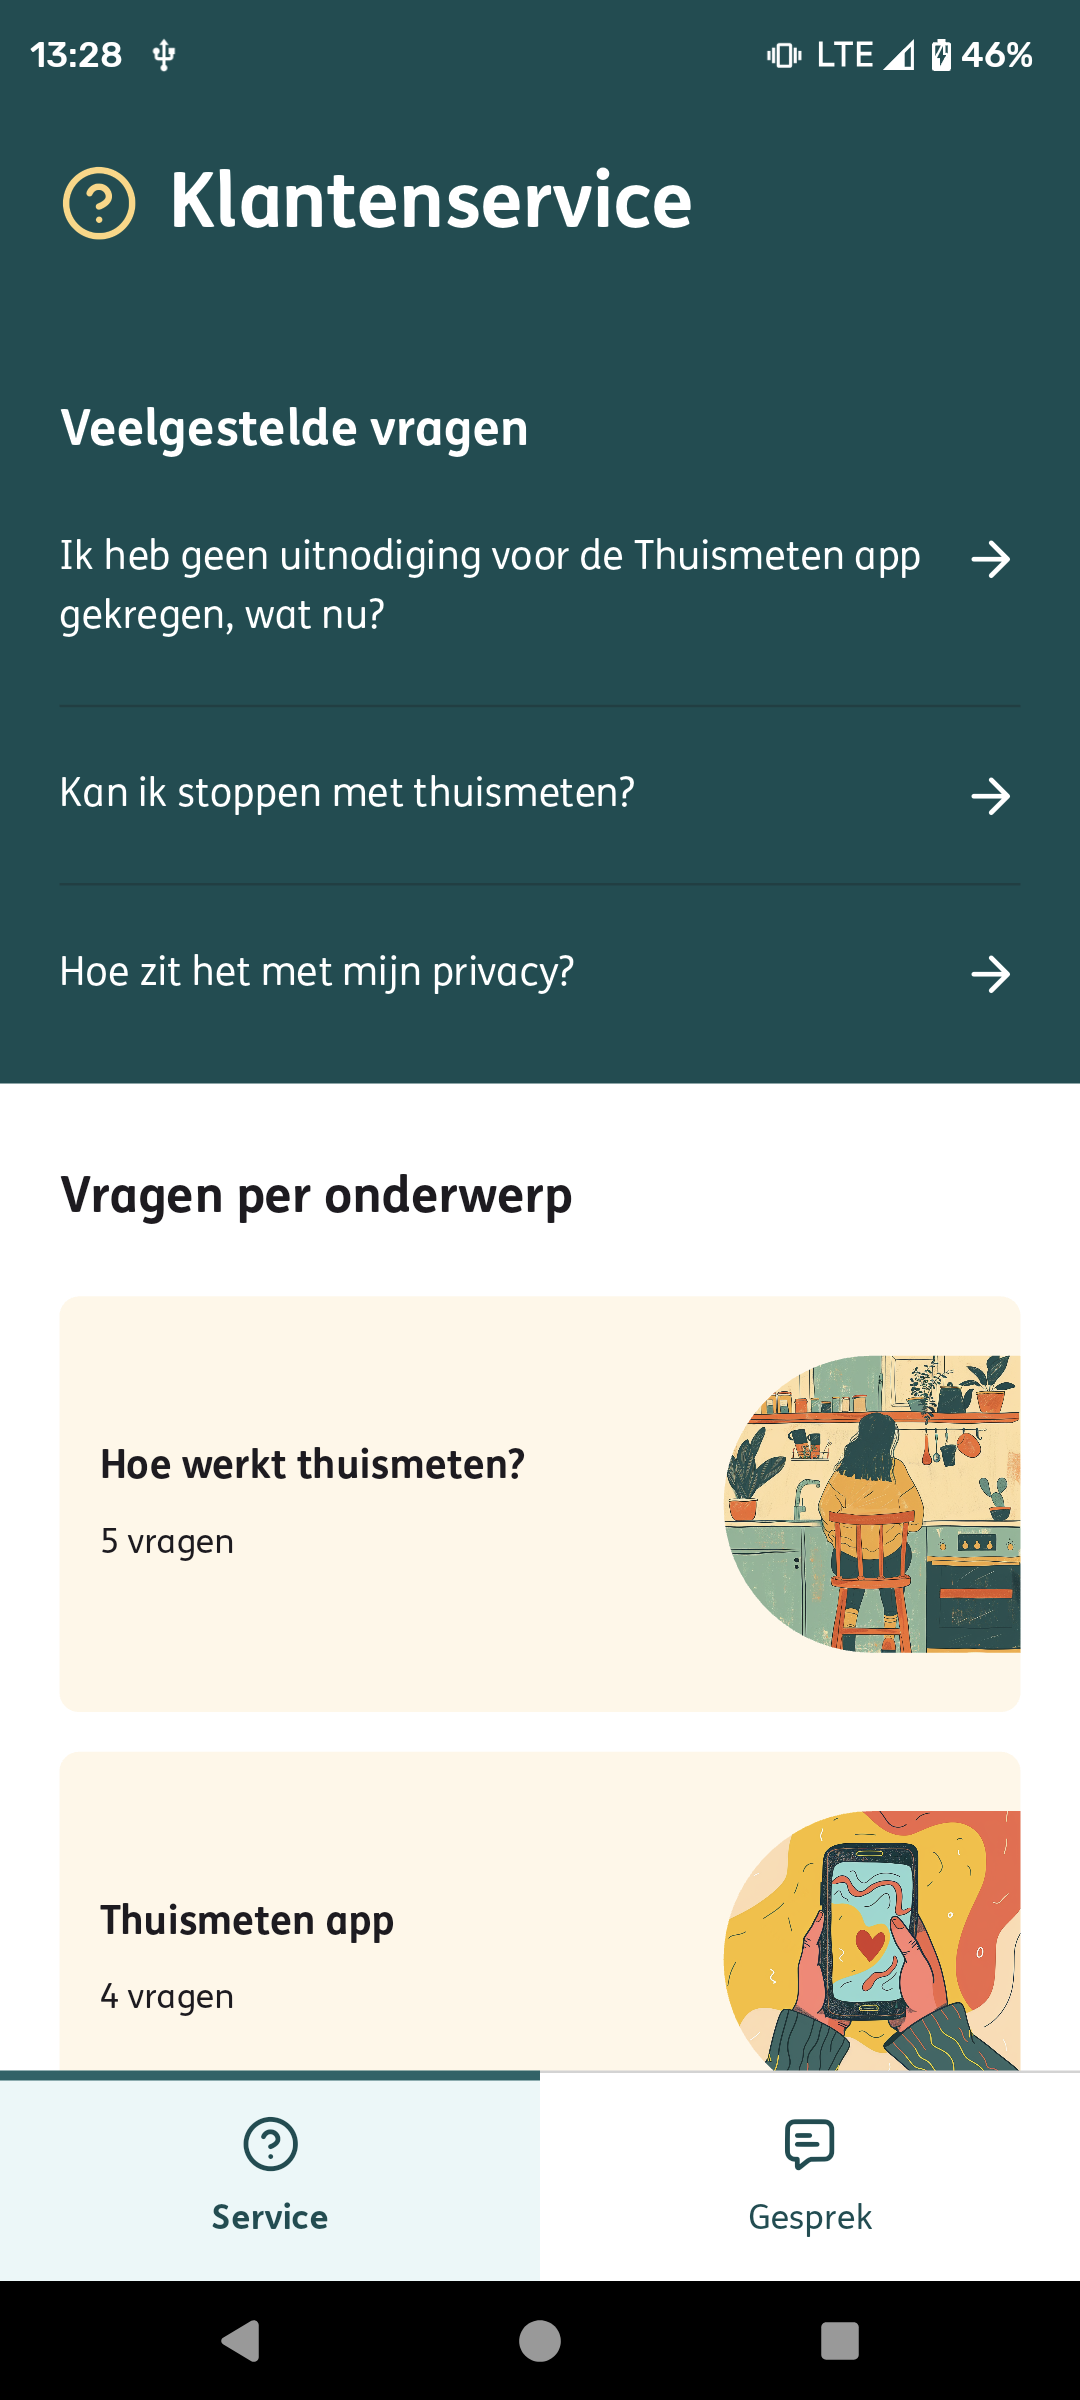 13:28 LTE 46%
Klantenservice
Veelgestelde vragen
Ik heb geen uitnodiging voor de Thuismeten app
gekregen, wat nu?
Kan ik stoppen met thuismeten?
Hoe zit het met mijn privacy?
Vragen per onderwerp
Hoe werkt thuismeten?
5 vragen
Thuismeten app
4 vragen
Service
Gesprek